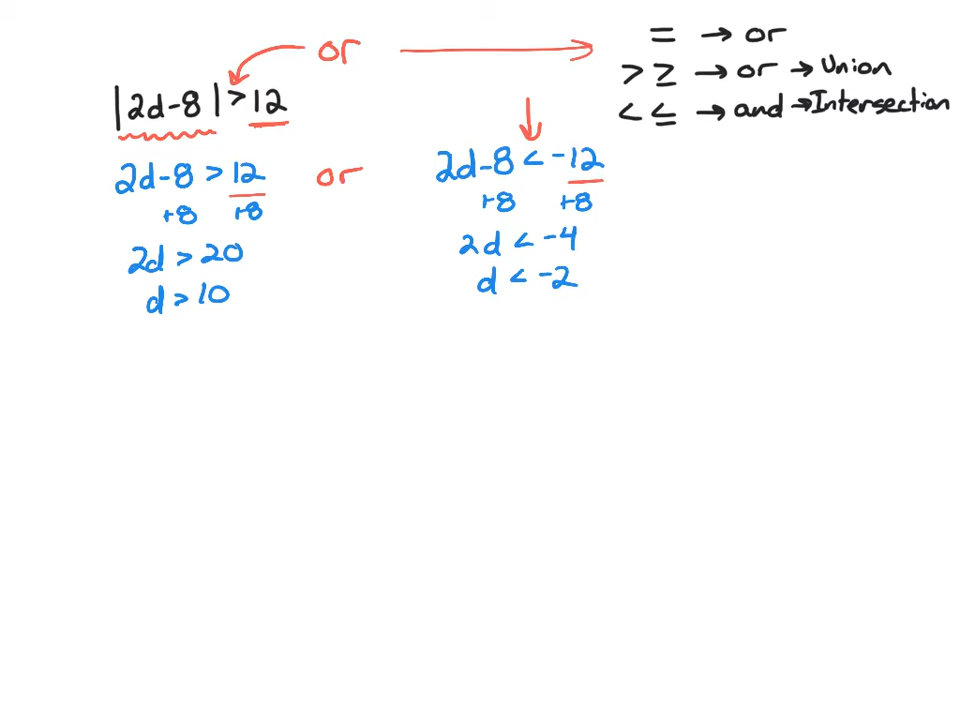 or
= → or
> ≥ → or → Union
|2d-8| > 12
< ≤ → and → Intersection
2d-8 > 12 or 2d-8 < -12
+8 +8 +8 +8
2d > 20 2d < -4
d > 10 d < -2